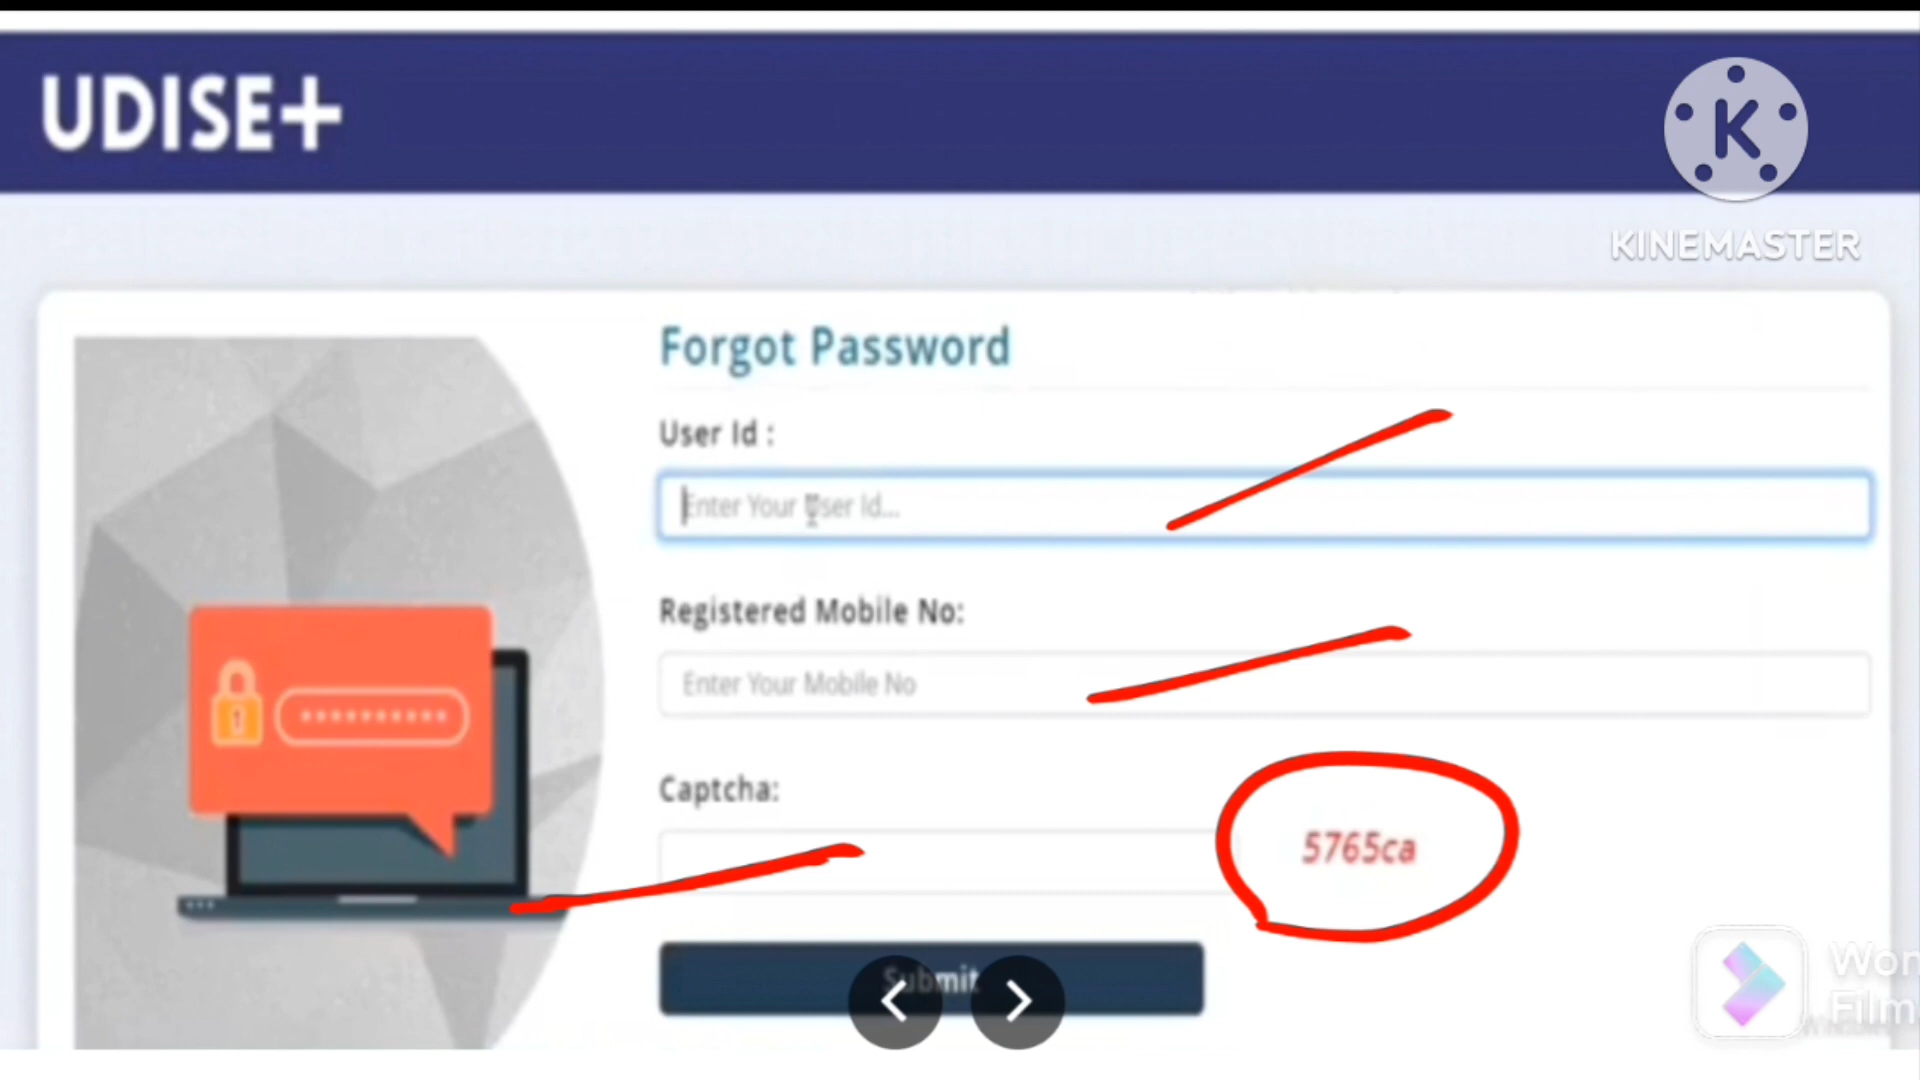 UDISE+
K
KINEMASTER
Forgot Password
User Id :
Enter Your User Id...
Registered Mobile No:
Enter Your Mobile No
Captcha:
5765ca
Submit